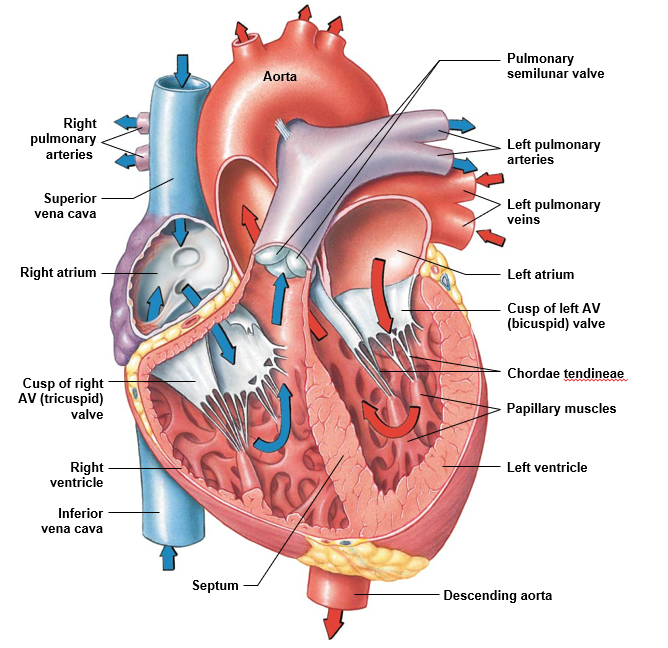 Aorta
Pulmonary
semilunar valve
Right
pulmonary
arteries
Left pulmonary
arteries
Superior
vena cava
Left pulmonary
veins
Right atrium
Left atrium
Cusp of left AV
(bicuspid) valve
Cusp of right
AV (tricuspid)
valve
Chordae tendineae
Papillary muscles
Right
ventricle
Left ventricle
Inferior
vena cava
Septum
Descending aorta